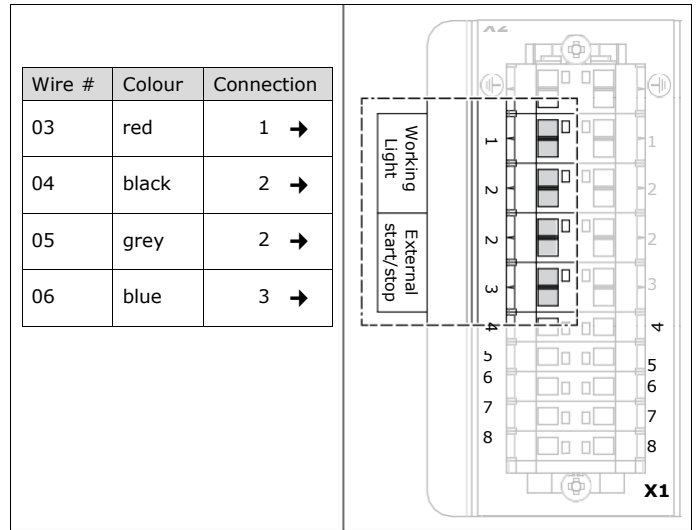 Wire # Colour Connection
03 red 1 →
04 black 2 →
05 grey 2 →
06 blue 3 →
Working
Light
External
start/stop
1 1
2 2
2 2
3 3
4 4
5 5
6 6
7 7
8 8
X1